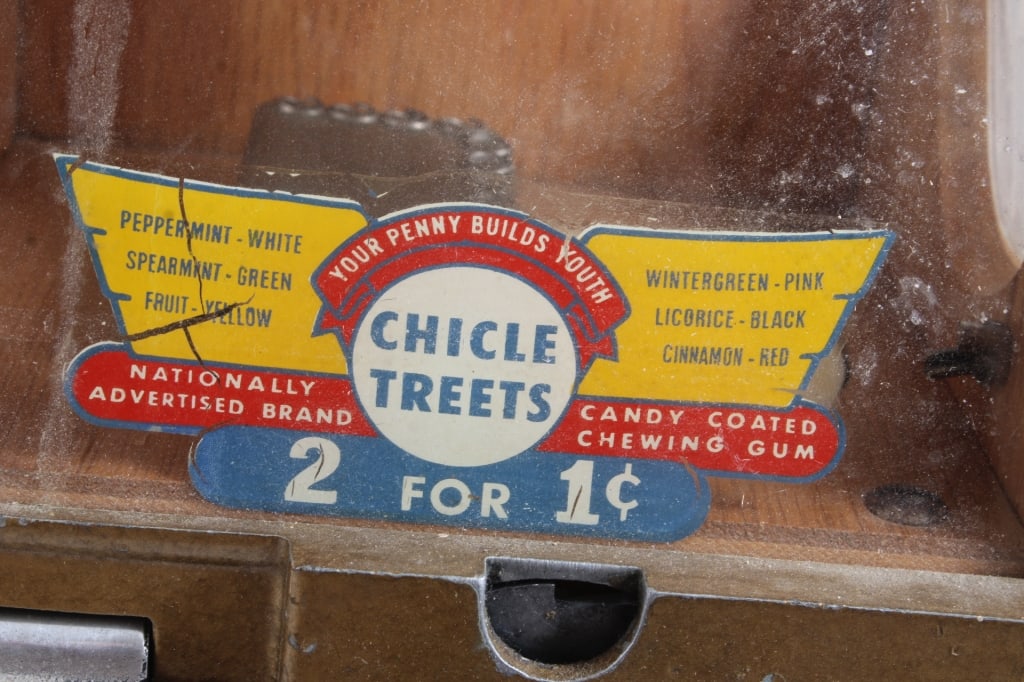 YOUR PENNY BUILDS YOUTH
PEPPERMINT - WHITE
SPEARMINT - GREEN
FRUIT - YELLOW
WINTERGREEN - PINK
LICORICE - BLACK
CINNAMON - RED
CHICLE
TREETS
NATIONALLY
ADVERTISED BRAND
CANDY COATED
CHEWING GUM
2 FOR 1¢